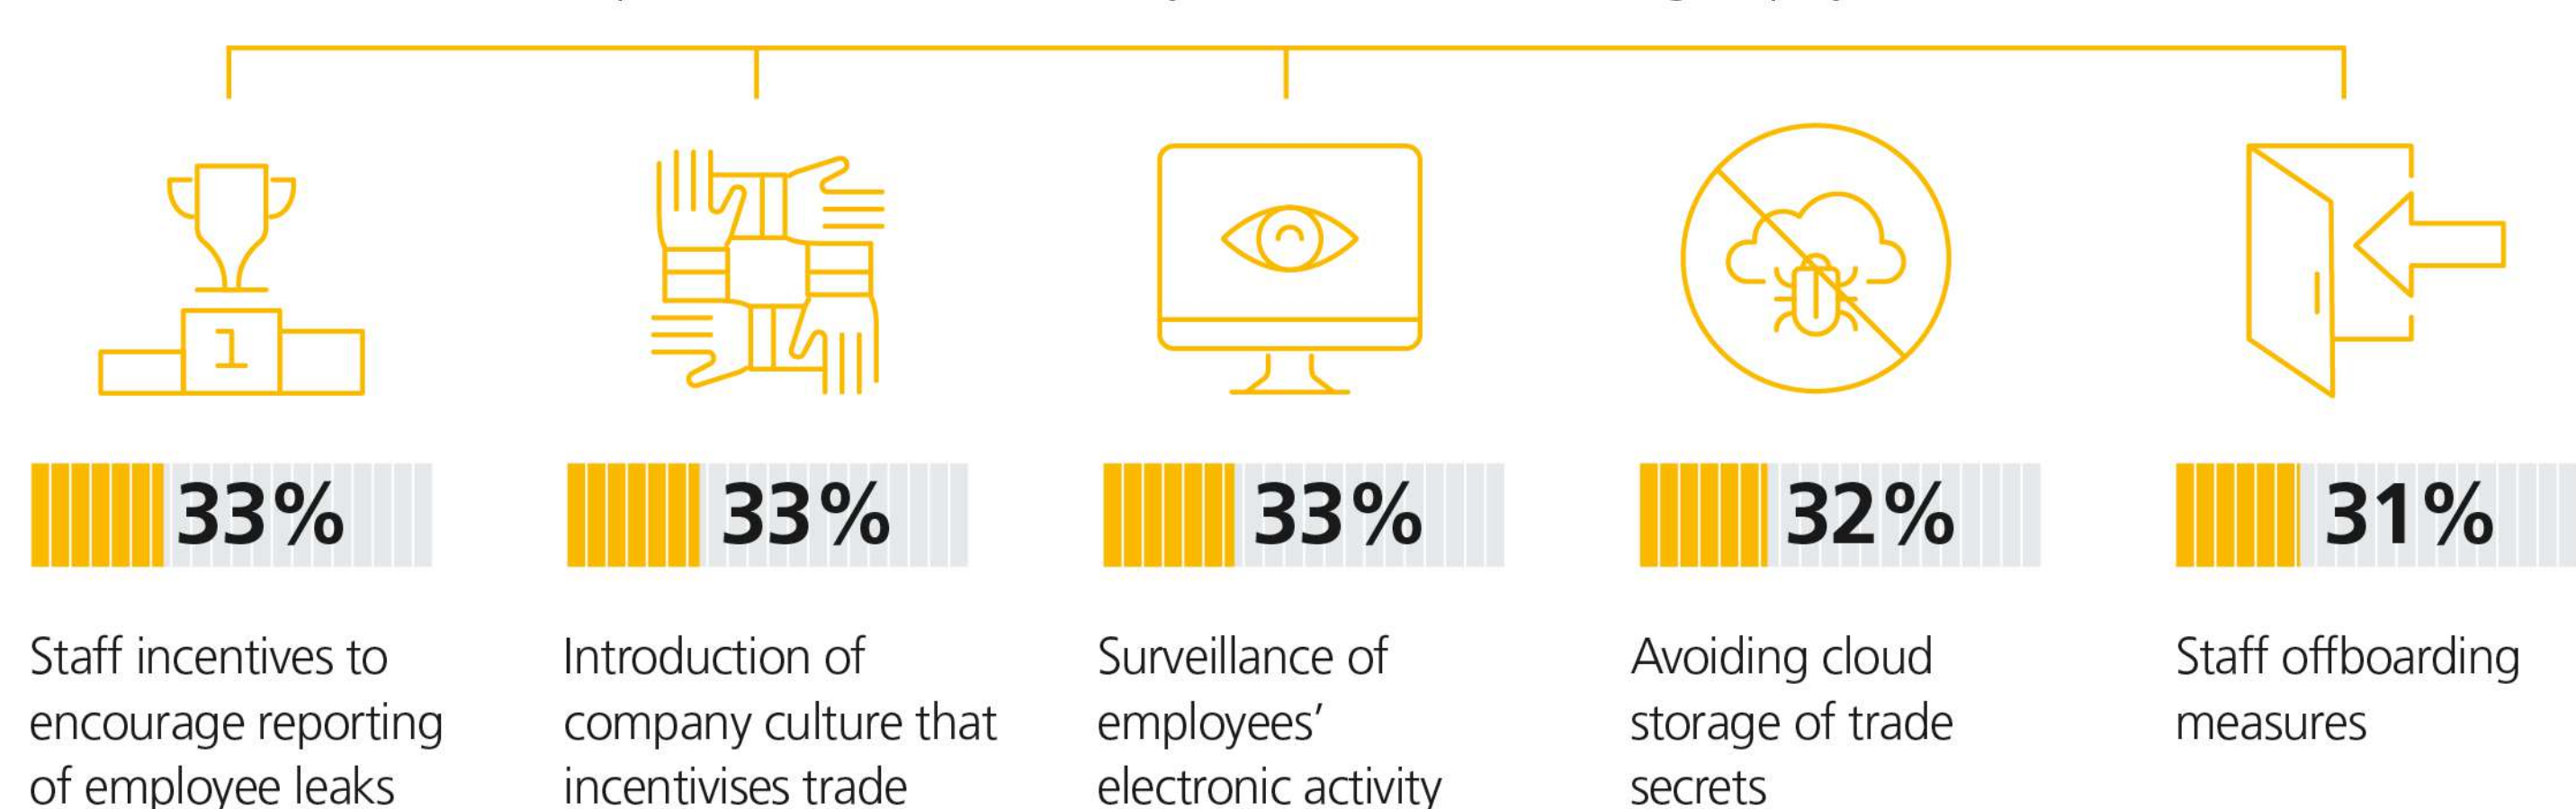 1
33%
33%
33%
32%
31%
Staff incentives to
encourage reporting
of employee leaks
Introduction of
company culture that
incentivises trade
Surveillance of
employees’
electronic activity
Avoiding cloud
storage of trade
secrets
Staff offboarding
measures